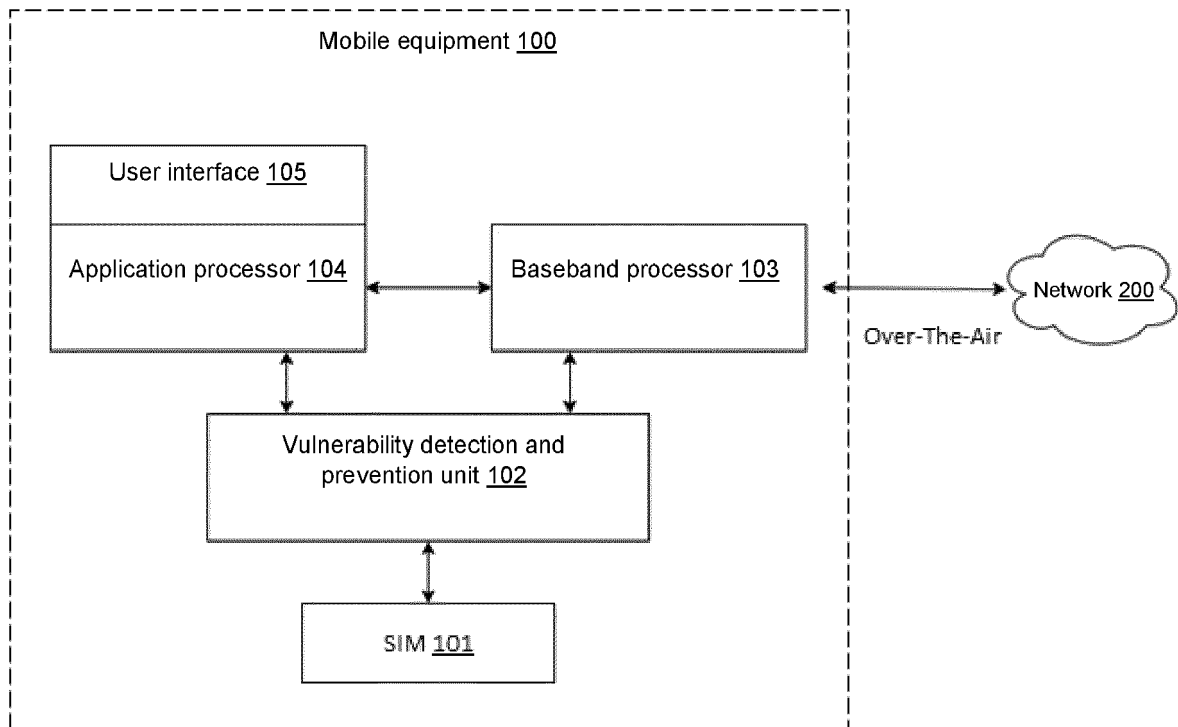 Mobile equipment 100
User interface 105
Application processor 104
Baseband processor 103
Network 200
Over-The-Air
Vulnerability detection and
prevention unit 102
SIM 101